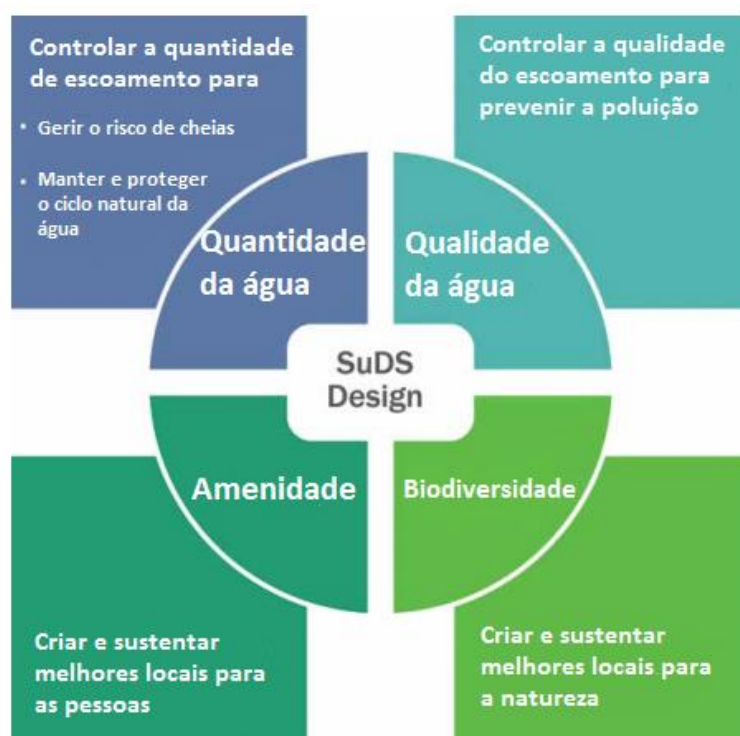 Controlar a quantidade
de escoamento para
• Gerir o risco de cheias
• Manter e proteger
o ciclo natural da
água
Quantidade
da água
Controlar a qualidade
do escoamento para
prevenir a poluição
Qualidade
da água
SuDS
Design
Amenidade
Criar e sustentar
melhores locais para
as pessoas
Biodiversidade
Criar e sustentar
melhores locais para
a natureza